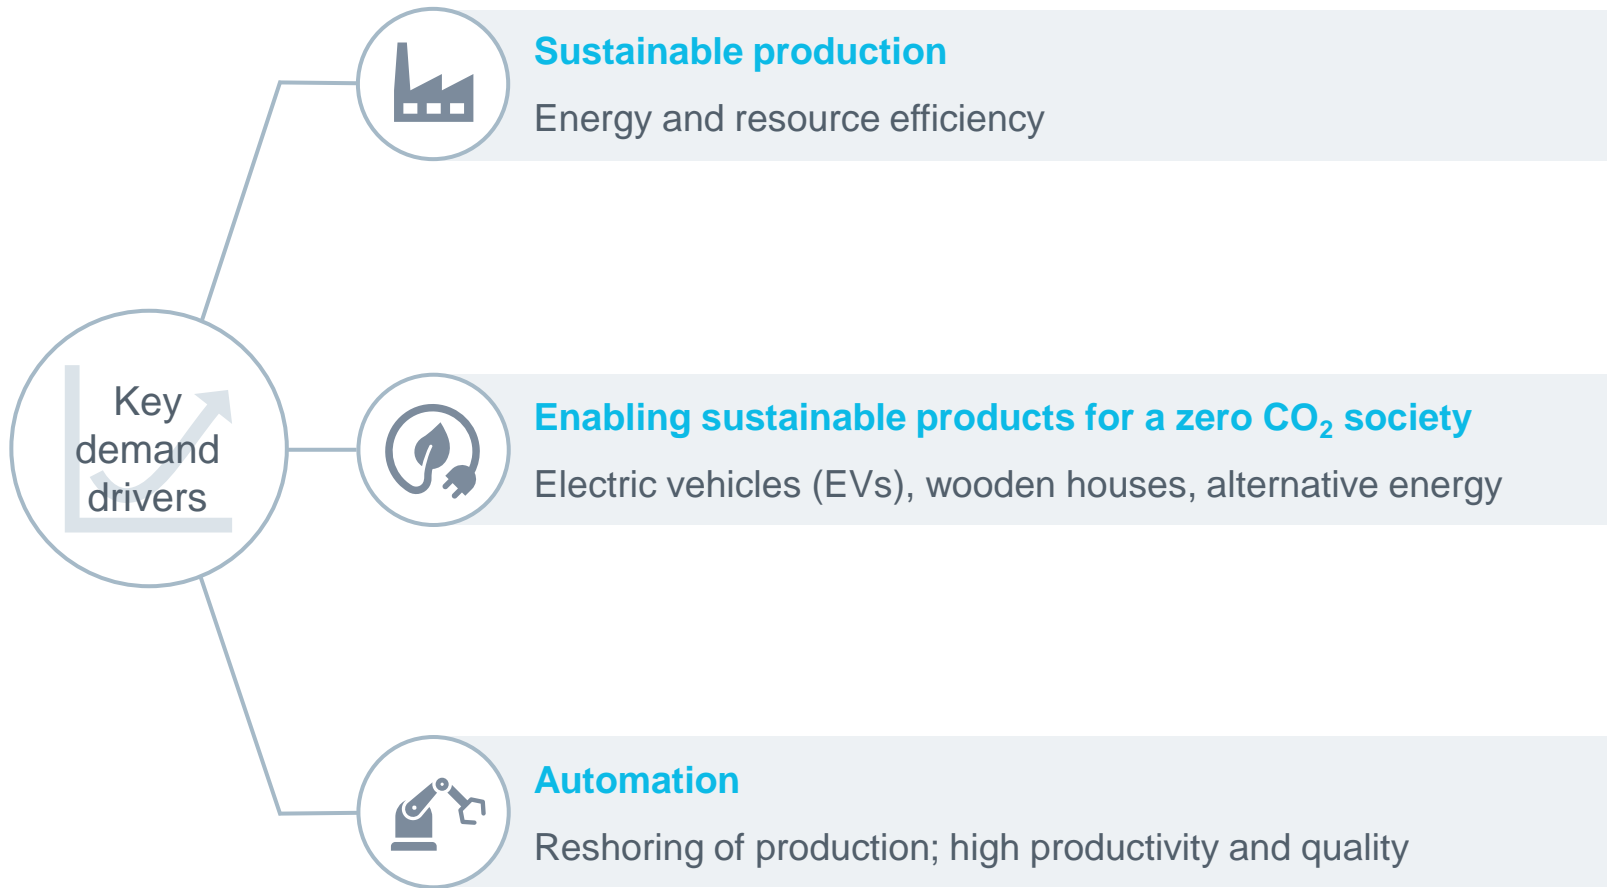 Sustainable production
Energy and resource efficiency
Key
demand
drivers
Enabling sustainable products for a zero CO₂ society
Electric vehicles (EVs), wooden houses, alternative energy
Automation
Reshoring of production; high productivity and quality